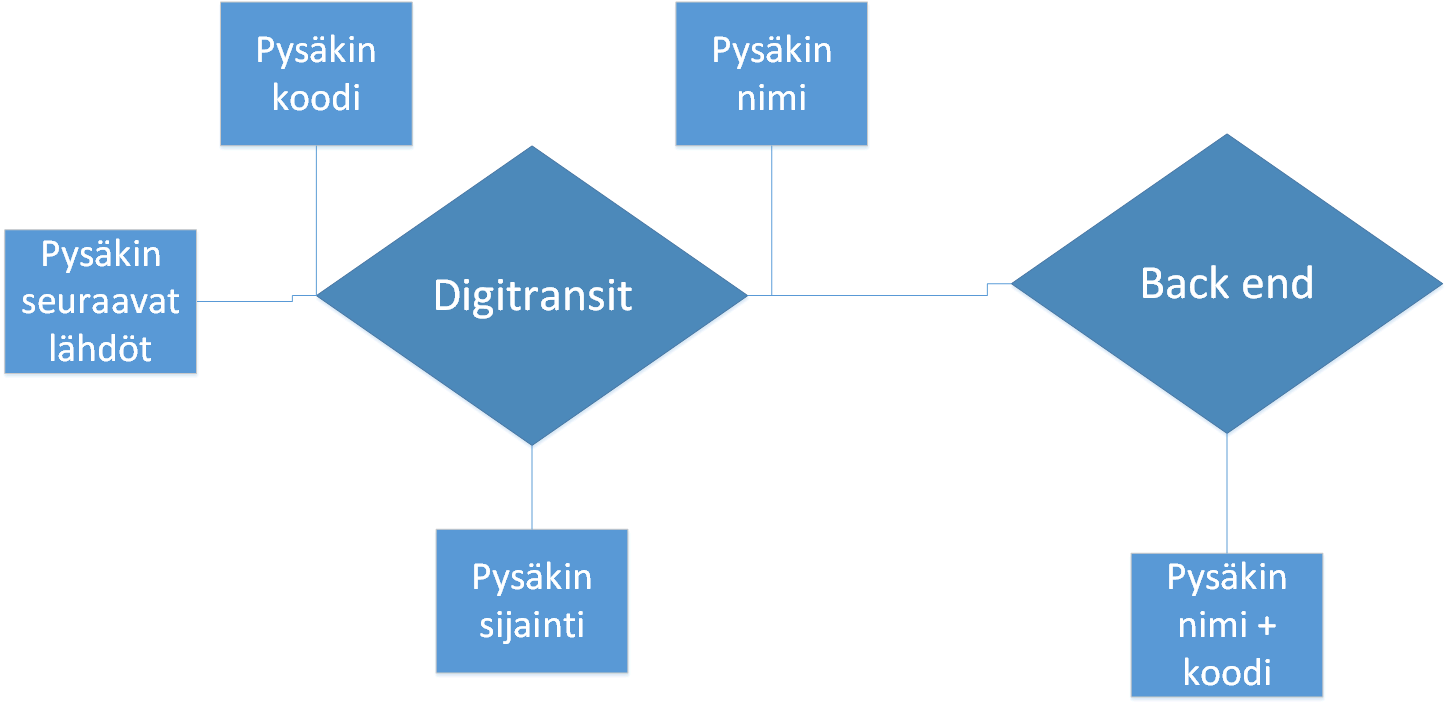 Pysäkin
koodi
Pysäkin
nimi
Pysäkin
seuraavat
lähdöt
Digitransit
Back end
Pysäkin
sijainti
Pysäkin
nimi +
koodi